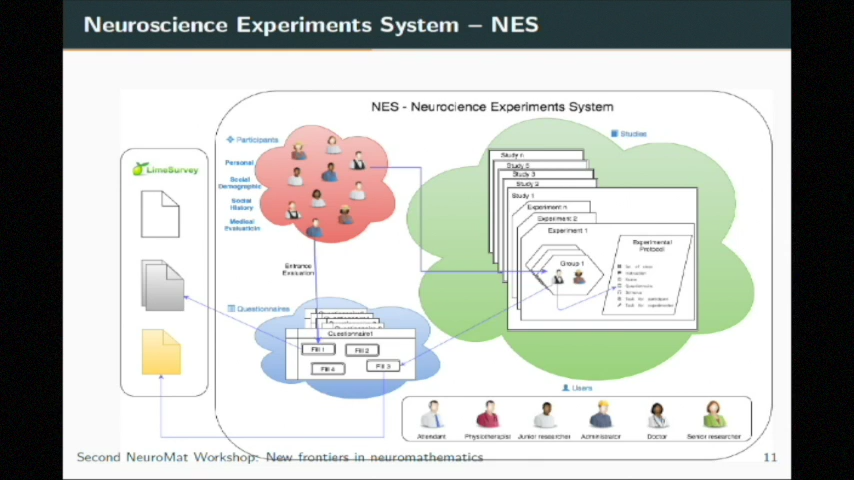 Neuroscience Experiments System – NES
NES - Neurocience Experiments System
Participants
Personal
Social
Demographic
Social
History
Medical
Evaluation
LimeSurvey
Entrance
Evaluation
Questionnaires
Questionnaire1
Fill 1
Fill 2
Fill 4
Fill 3
Studies
Study n
Study 3
Study 2
Study 1
Experiment n
Experiment 2
Experiment 1
Group 1
Experimental
Protocol
Users
Attendant
Physiotherapist
Junior researcher
Administrator
Doctor
Senior researcher
Second NeuroMat Workshop: New frontiers in neuromathematics
11